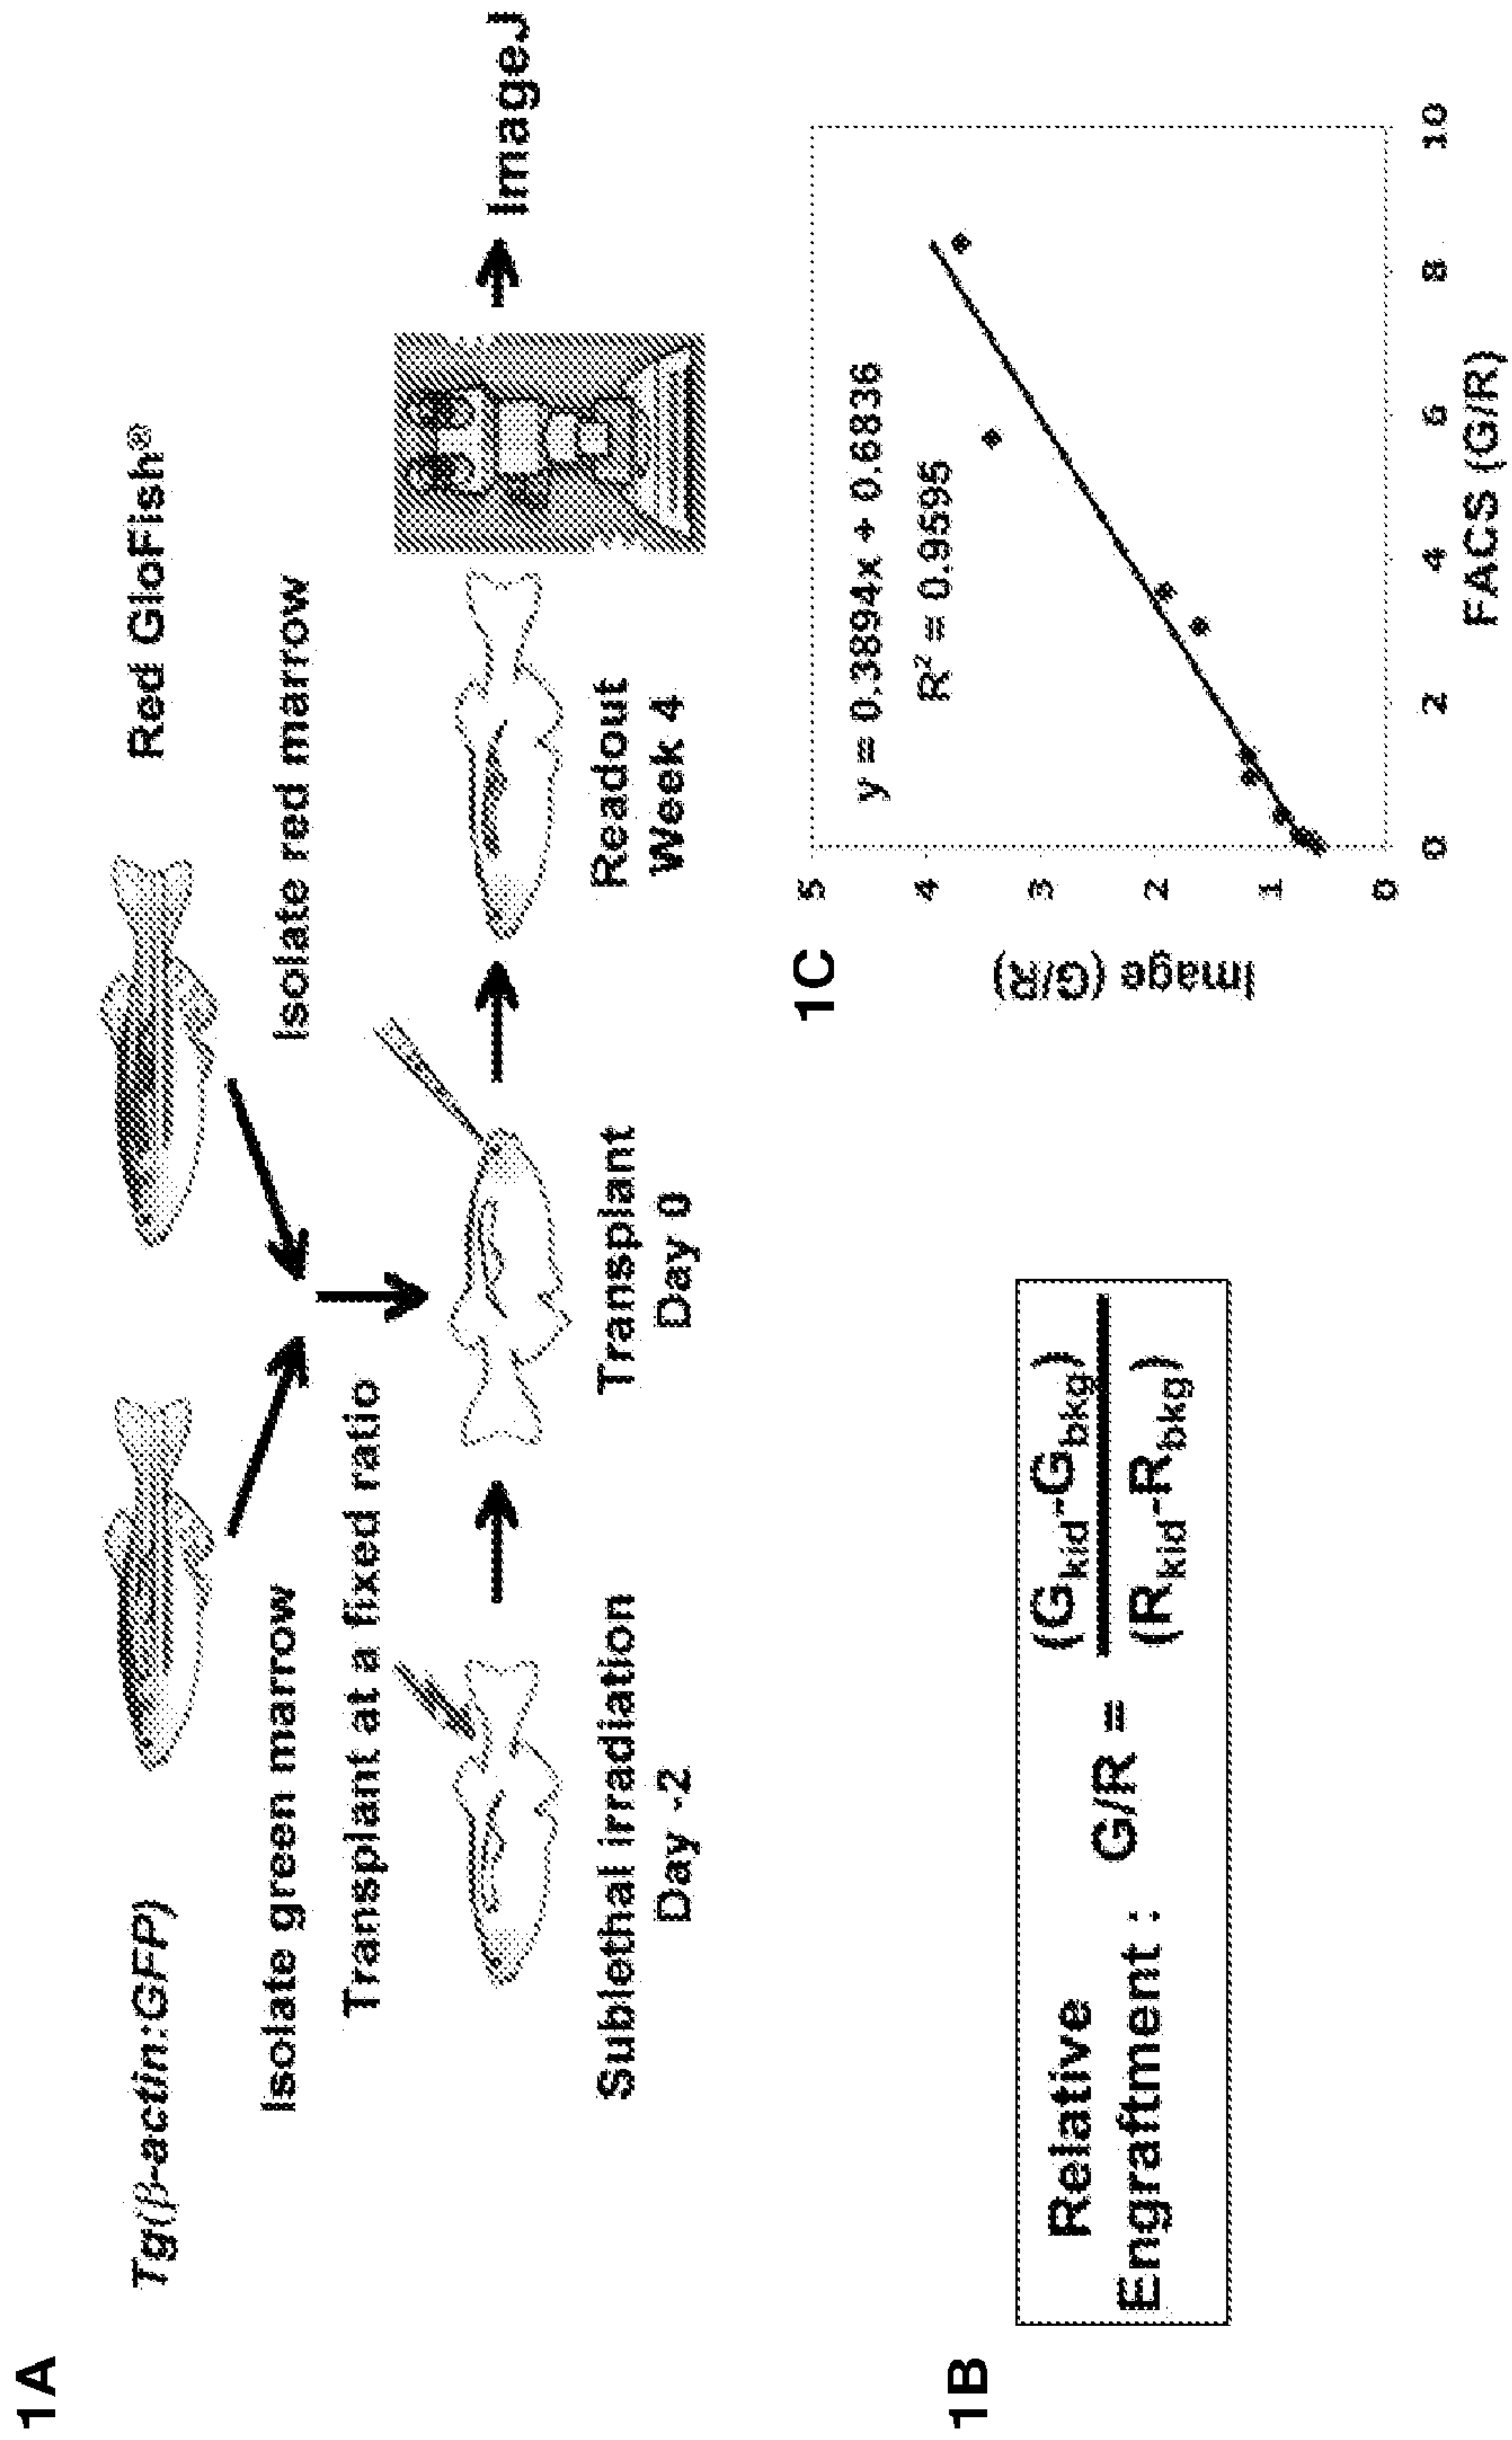 1A
Tg(β-actin:GFP)
Red GloFish®
Isolate green marrow
Isolate red marrow
Transplant at a fixed ratio
ImageJ
Sublethal irradiation
Day -2
Transplant
Day 0
Readout
Week 4
1B
Relative
Engraftment : G/R = (Gkid-Gbkg)
(Rkid-Rbkg)
1C
y = 0.3894x + 0.6836
R² = 0.9595
Image (G/R)
5
4
3
2
1
0
0 2 4 6 8 10
FACS (G/R)